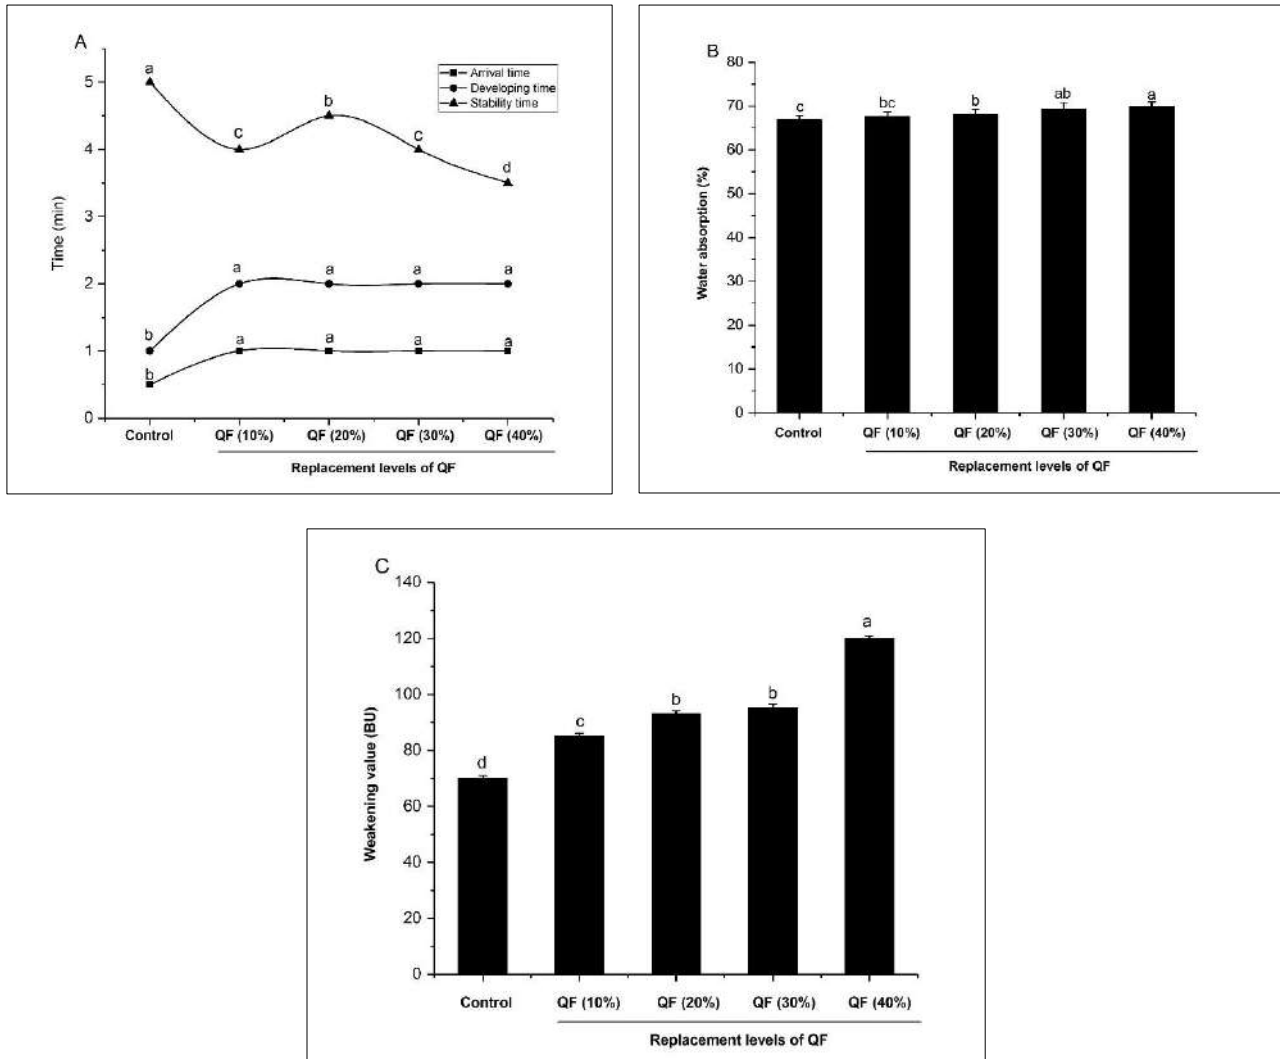 A
Arrival time
Developing time
Stability time
a
c
b
c
d
a
a
a
a
b
a
a
a
a
b
5
4
3
2
1
0
Time (min)
Control QF (10%) QF (20%) QF (30%) QF (40%)
Replacement levels of QF
B
80
70
60
50
40
30
20
10
0
c bc b ab a
Water absorption (%)
Control QF (10%) QF (20%) QF (30%) QF (40%)
Replacement levels of QF
C
140
120
100
80
60
40
20
0
d c b b a
Weakening value (BU)
Control QF (10%) QF (20%) QF (30%) QF (40%)
Replacement levels of QF